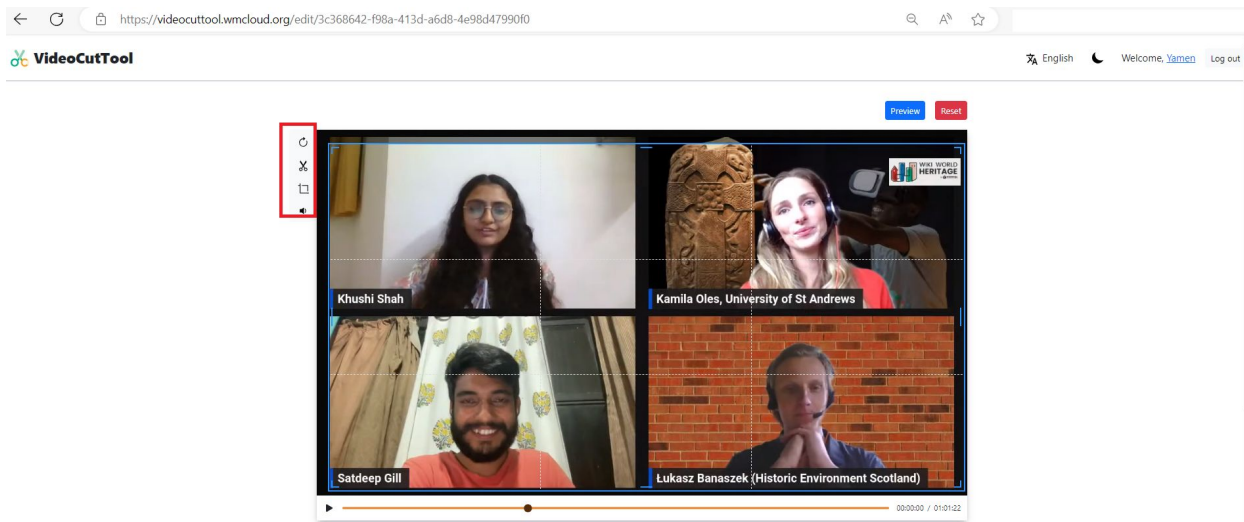 https://videocuttool.wmcloud.org/edit/3c368642-f98a-413d-a6d8-4e98d47990f0
VideoCutTool
English
Welcome, Yamen
Log out
Preview
Reset
WIKI WORLD
HERITAGE
Khushi Shah
Kamila Oles, University of St Andrews
Satdeep Gill
Łukasz Banaszek (Historic Environment Scotland)
00:00:00 / 01:01:22